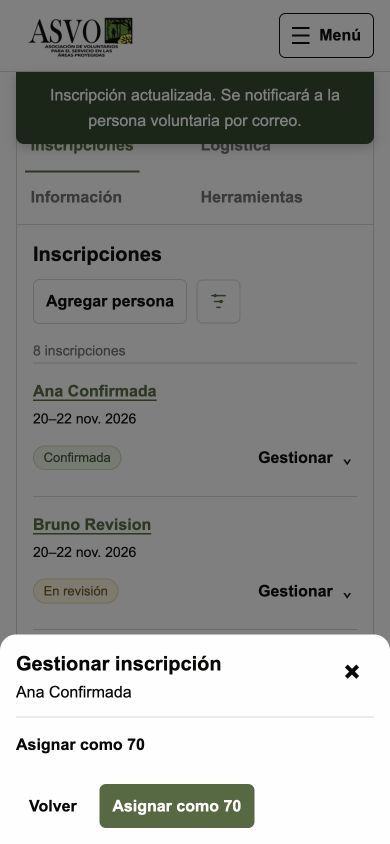 ASVO
ASOCIACIÓN DE VOLUNTARIOS
PARA EL SERVICIO EN LAS
ÁREAS PROTEGIDAS
Menú
Inscripción actualizada. Se notificará a la
persona voluntaria por correo.
Inscripciones
Logística
Información
Herramientas
Inscripciones
Agregar persona
8 inscripciones
Ana Confirmada
20–22 nov. 2026
Confirmada
Gestionar
Bruno Revision
20–22 nov. 2026
En revisión
Gestionar
Gestionar inscripción
Ana Confirmada
Asignar como 70
Volver
Asignar como 70